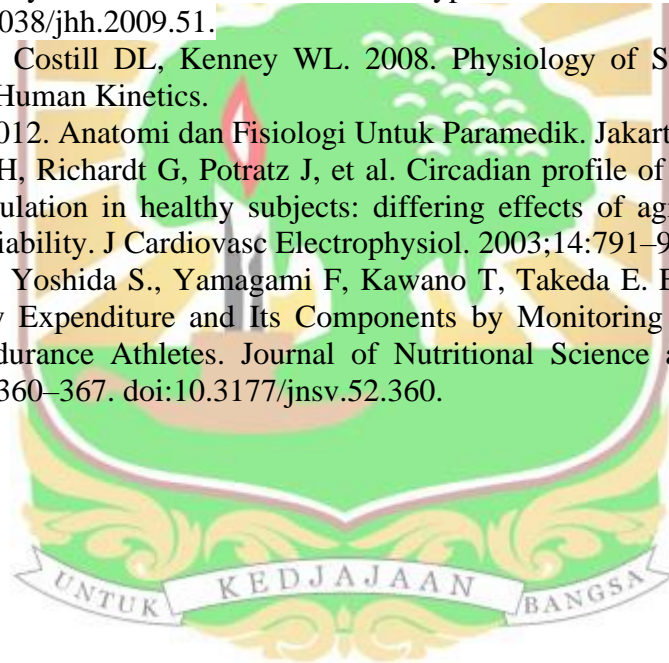 038/jhh.2009.51.
Costill DL, Kenney WL. 2008. Physiology of S
Human Kinetics.
012. Anatomi dan Fisiologi Untuk Paramedik. Jakart
H, Richardt G, Potratz J, et al. Circadian profile of
ulation in healthy subjects: differing effects of ag
iability. J Cardiovasc Electrophysiol. 2003;14:791–9
Yoshida S., Yamagami F, Kawano T, Takeda E. E
y Expenditure and Its Components by Monitoring
durance Athletes. Journal of Nutritional Science a
360–367. doi:10.3177/jnsv.52.360.
UNTUK KEDJAJAAN BANGSA